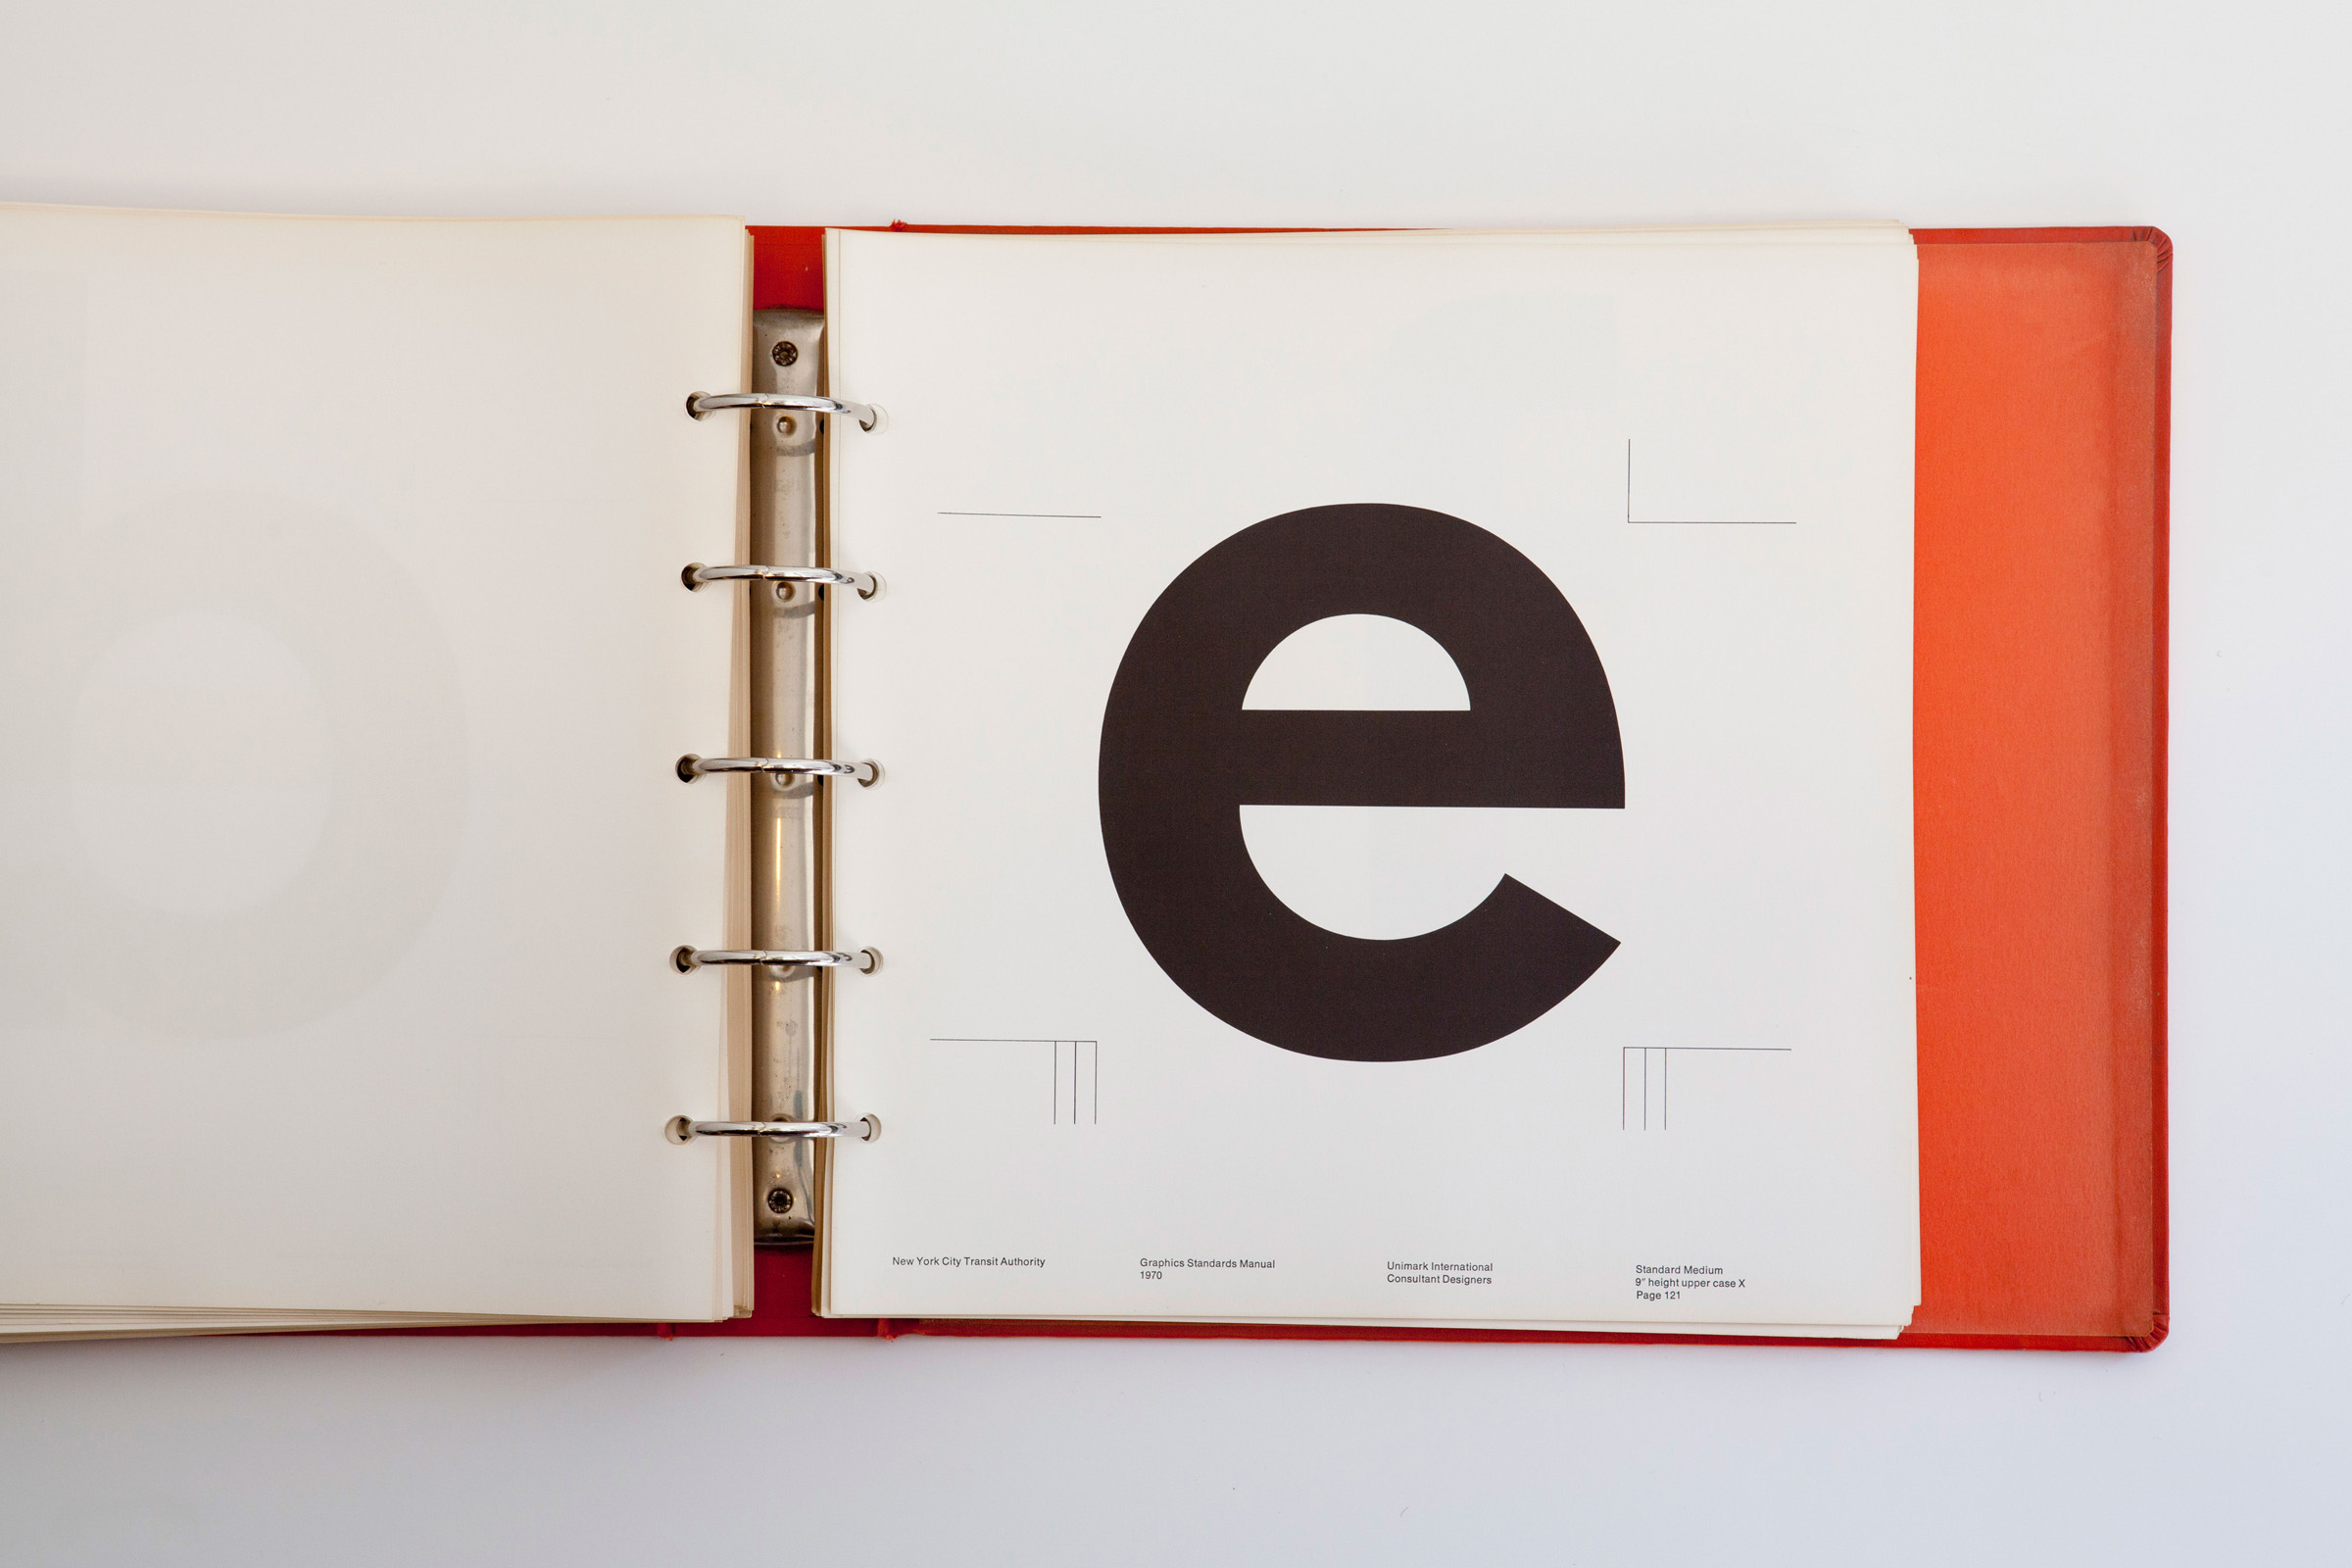 e
New York City Transit Authority
Graphics Standards Manual
1970
Unimark International
Consultant Designers
Standard Medium
9″ height upper case X
Page 121